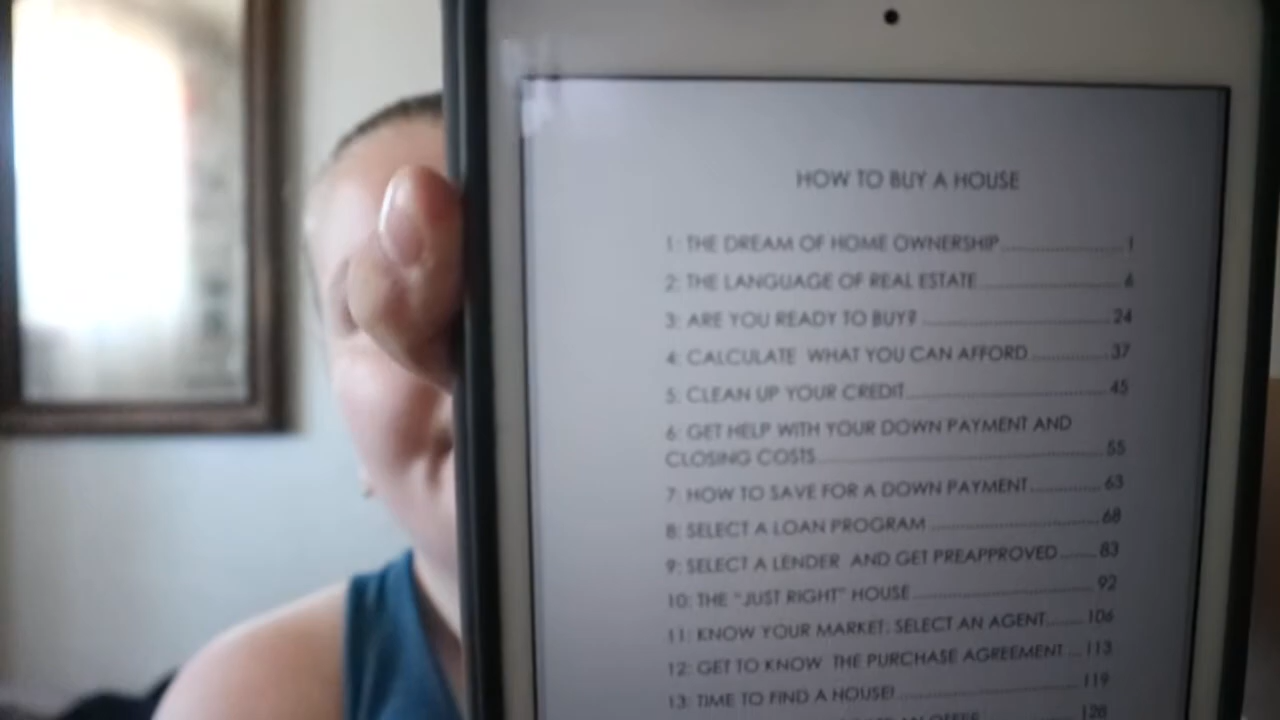 HOW TO BUY A HOUSE
1: THE DREAM OF HOME OWNERSHIP 1
2: THE LANGUAGE OF REAL ESTATE 6
3: ARE YOU READY TO BUY? 24
4: CALCULATE WHAT YOU CAN AFFORD 37
5: CLEAN UP YOUR CREDIT 45
6: GET HELP WITH YOUR DOWN PAYMENT AND
CLOSING COSTS 55
7: HOW TO SAVE FOR A DOWN PAYMENT 63
8: SELECT A LOAN PROGRAM 68
9: SELECT A LENDER AND GET PREAPPROVED 83
10: THE "JUST RIGHT" HOUSE 92
11: KNOW YOUR MARKET, SELECT AN AGENT 106
12: GET TO KNOW THE PURCHASE AGREEMENT 113
13: TIME TO FIND A HOUSE! 119
AN OFFER 128